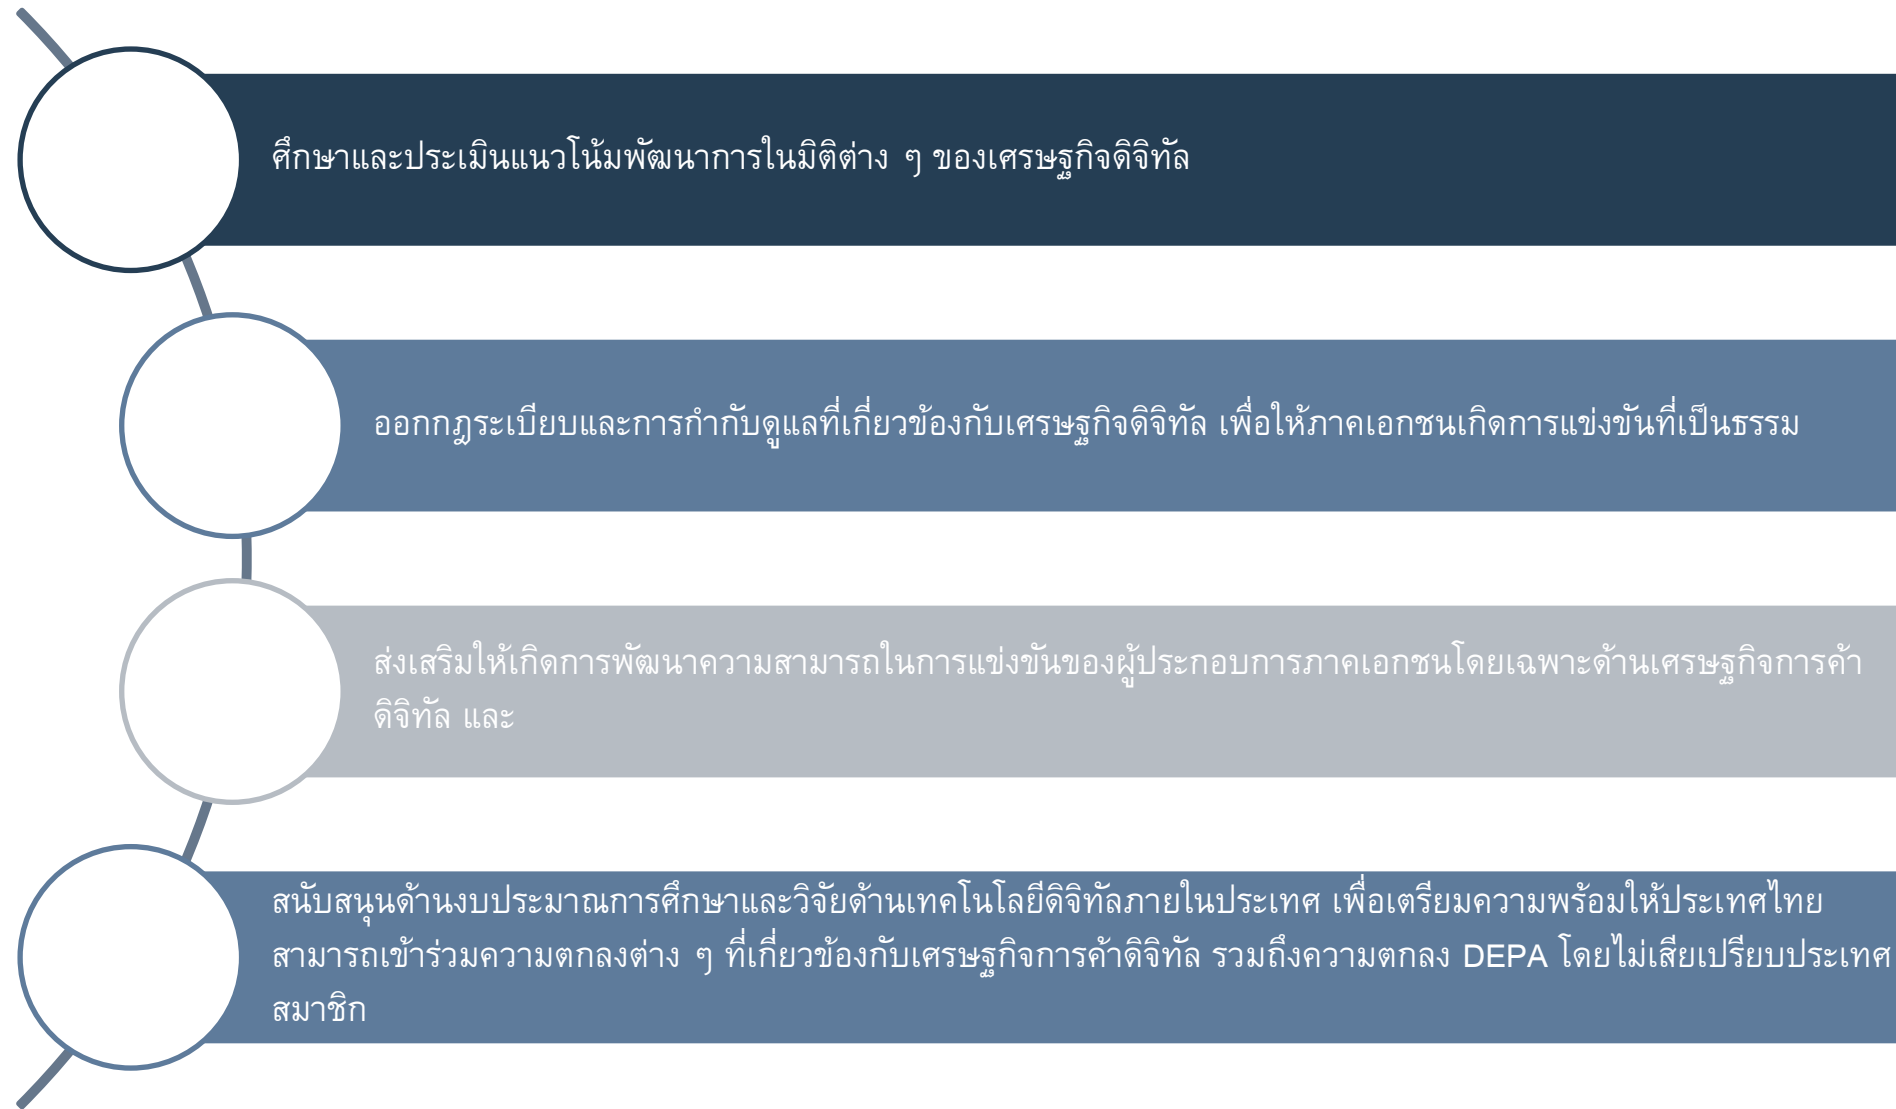 ศึกษาและประเมินแนวโน้มพัฒนาการในมิติต่าง ๆ ของเศรษฐกิจดิจิทัล
ออกกฎระเบียบและการกำกับดูแลที่เกี่ยวข้องกับเศรษฐกิจดิจิทัล เพื่อให้ภาคเอกชนเกิดการแข่งขันที่เป็นธรรม
ส่งเสริมให้เกิดการพัฒนาความสามารถในการแข่งขันของผู้ประกอบการภาคเอกชนโดยเฉพาะด้านเศรษฐกิจการค้า
ดิจิทัล และ
สนับสนุนด้านงบประมาณการศึกษาและวิจัยด้านเทคโนโลยีดิจิทัลภายในประเทศ เพื่อเตรียมความพร้อมให้ประเทศไทย
สามารถเข้าร่วมความตกลงต่าง ๆ ที่เกี่ยวข้องกับเศรษฐกิจการค้าดิจิทัล รวมถึงความตกลง DEPA โดยไม่เสียเปรียบประเทศ
สมาชิก